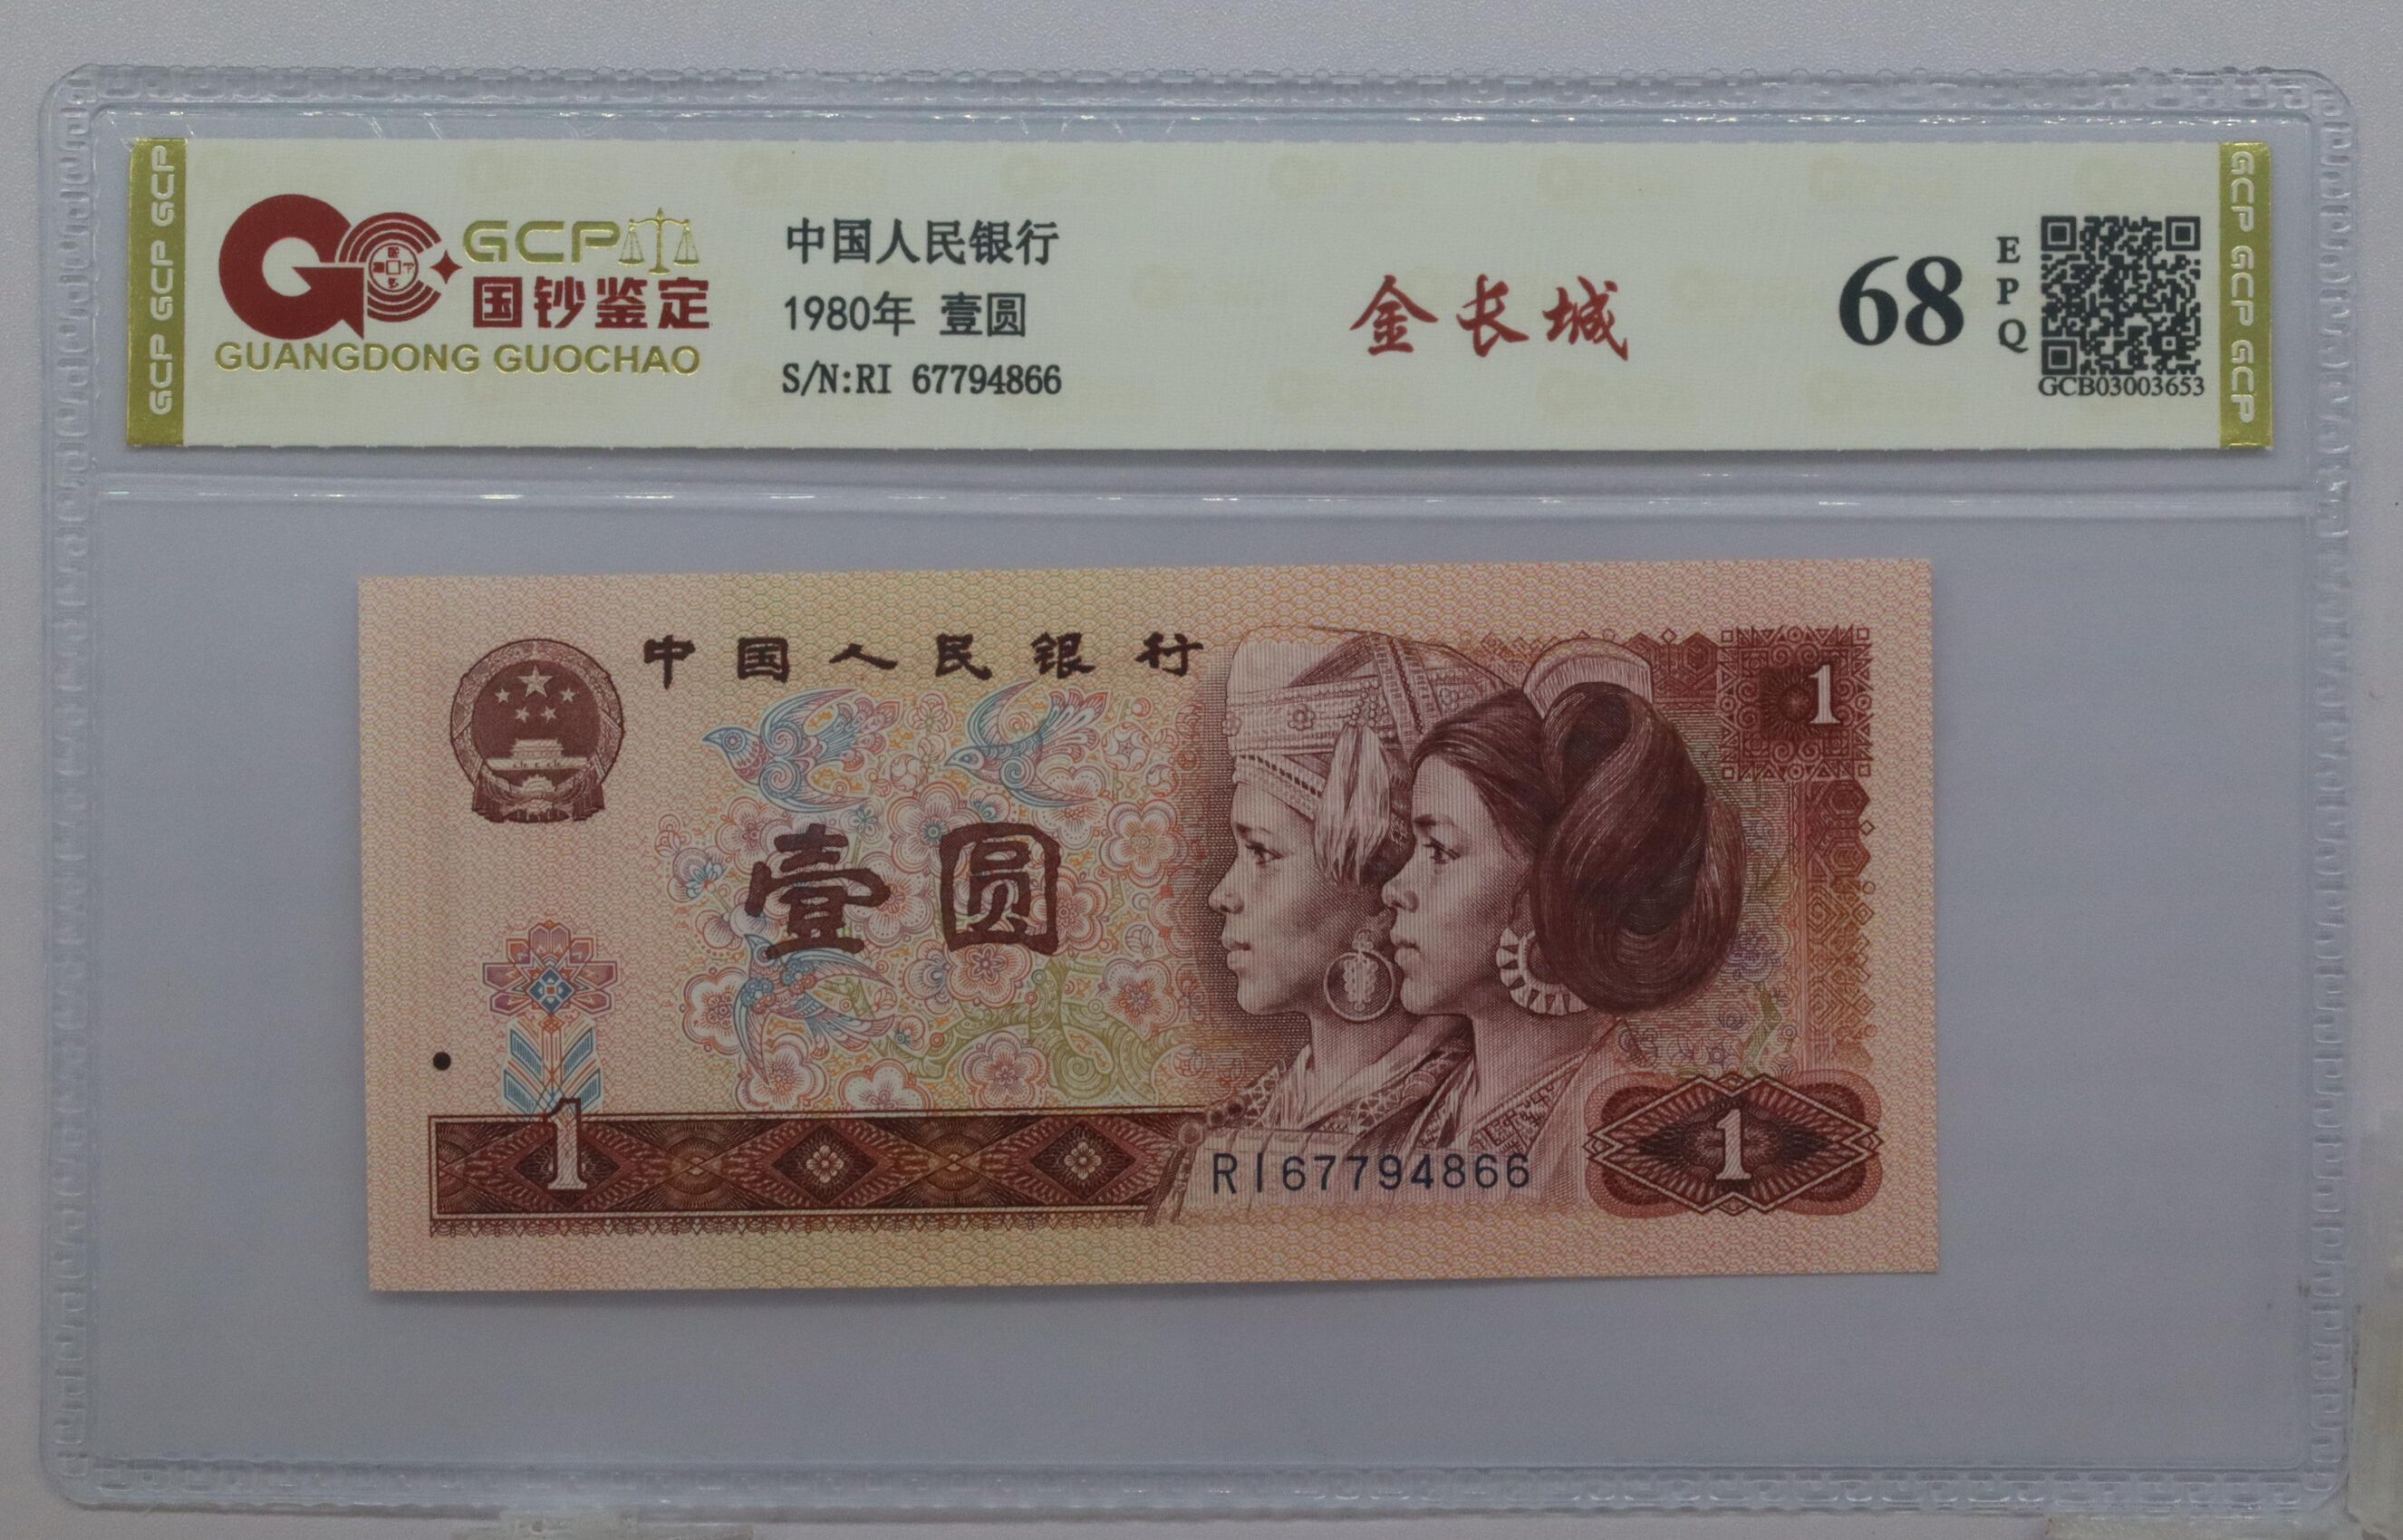 GCP GCP GCP
GCP
国钞鉴定
GUANGDONG GUOCHAO
中国人民银行
1980年 壹圆
S/N:RI 67794866
金长城
68
EPQ
GCB03003653
GCP GCP GCP
中国人民银行
1
壹圆
1
RI67794866
1